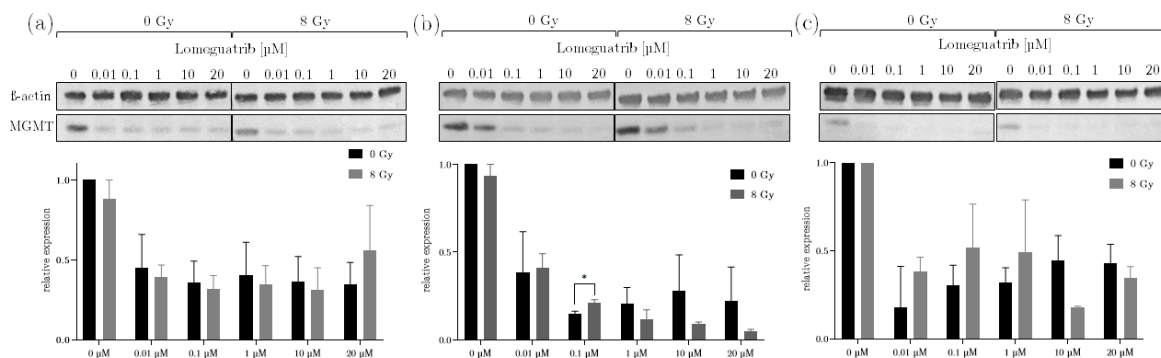 (a) 0 Gy 8 Gy
Lomeguatrib [µM]
0 0.01 0.1 1 10 20 0 0.01 0.1 1 10 20
ß-actin
MGMT
0 Gy
8 Gy
relative expression
1.0
0.5
0.0
0 µM 0.01 µM 0.1 µM 1 µM 10 µM 20 µM
(b) 0 Gy 8 Gy
Lomeguatrib [µM]
0 0.01 0.1 1 10 20 0 0.01 0.1 1 10 20
0 Gy
8 Gy
relative expression
1.0
0.5
*
0.0
0 µM 0.01 µM 0.1 µM 1 µM 10 µM 20 µM
(c) 0 Gy 8 Gy
Lomeguatrib [µM]
0 0.01 0.1 1 10 20 0 0.01 0.1 1 10 20
0 Gy
8 Gy
relative expression
1.0
0.5
0.0
0 µM 0.01 µM 0.1 µM 1 µM 10 µM 20 µM